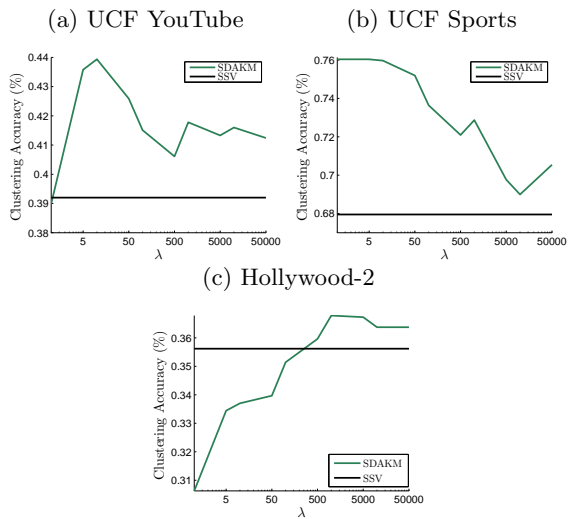 (a) UCF YouTube
(b) UCF Sports
Clustering Accuracy (%)
0.44
0.43
0.42
0.41
0.4
0.39
0.38
SDAKM
SSV
5
50
500
5000
50000
λ
Clustering Accuracy (%)
0.76
0.74
0.72
0.7
0.68
SDAKM
SSV
5
50
500
5000
50000
λ
(c) Hollywood-2
Clustering Accuracy (%)
0.36
0.35
0.34
0.33
0.32
0.31
SDAKM
SSV
5
50
500
5000
50000
λ